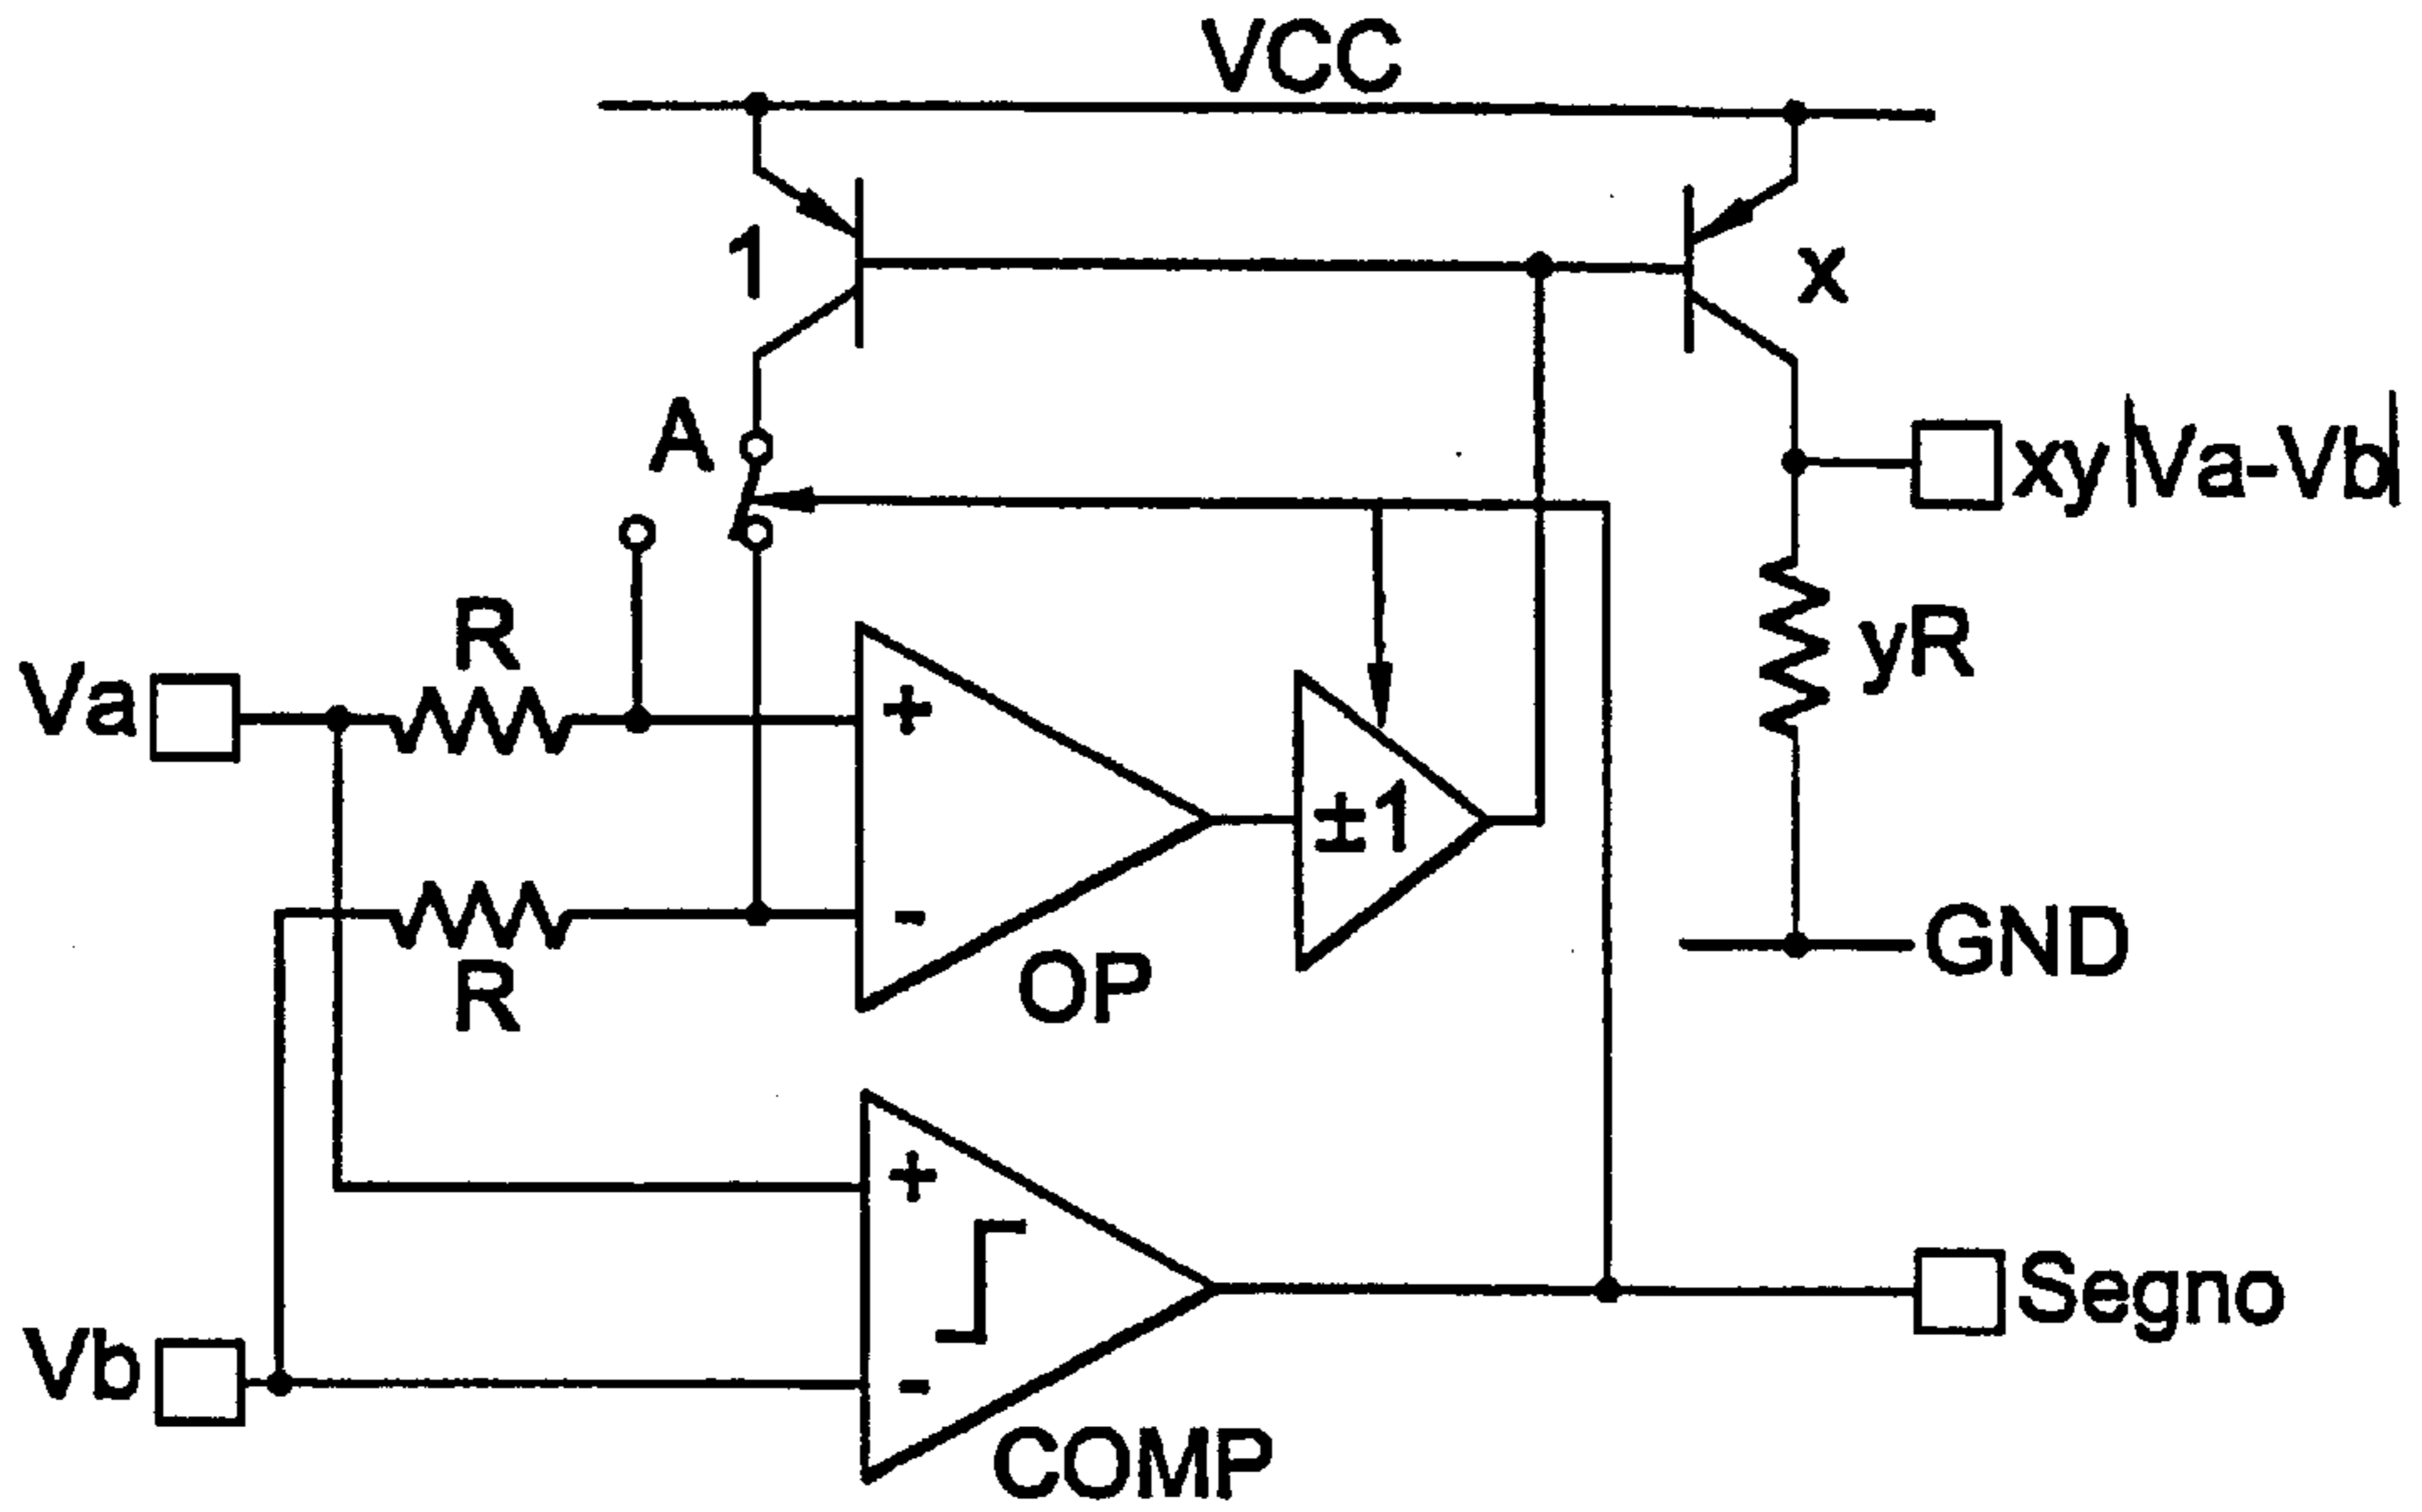 VCC
1
x
A
xy|Va-Vb|
R
yR
Va
+
±1
-
R
OP
GND
+
Segno
Vb
-
COMP